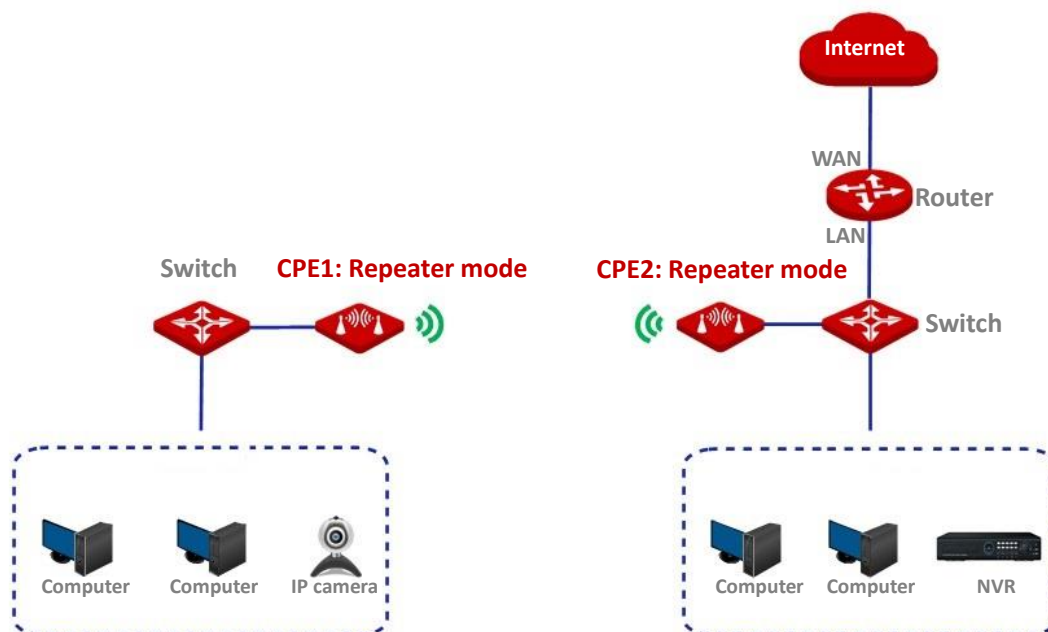 Internet
WAN
Router
LAN
Switch
CPE1: Repeater mode
CPE2: Repeater mode
Switch
Computer
Computer
IP camera
Computer
Computer
NVR